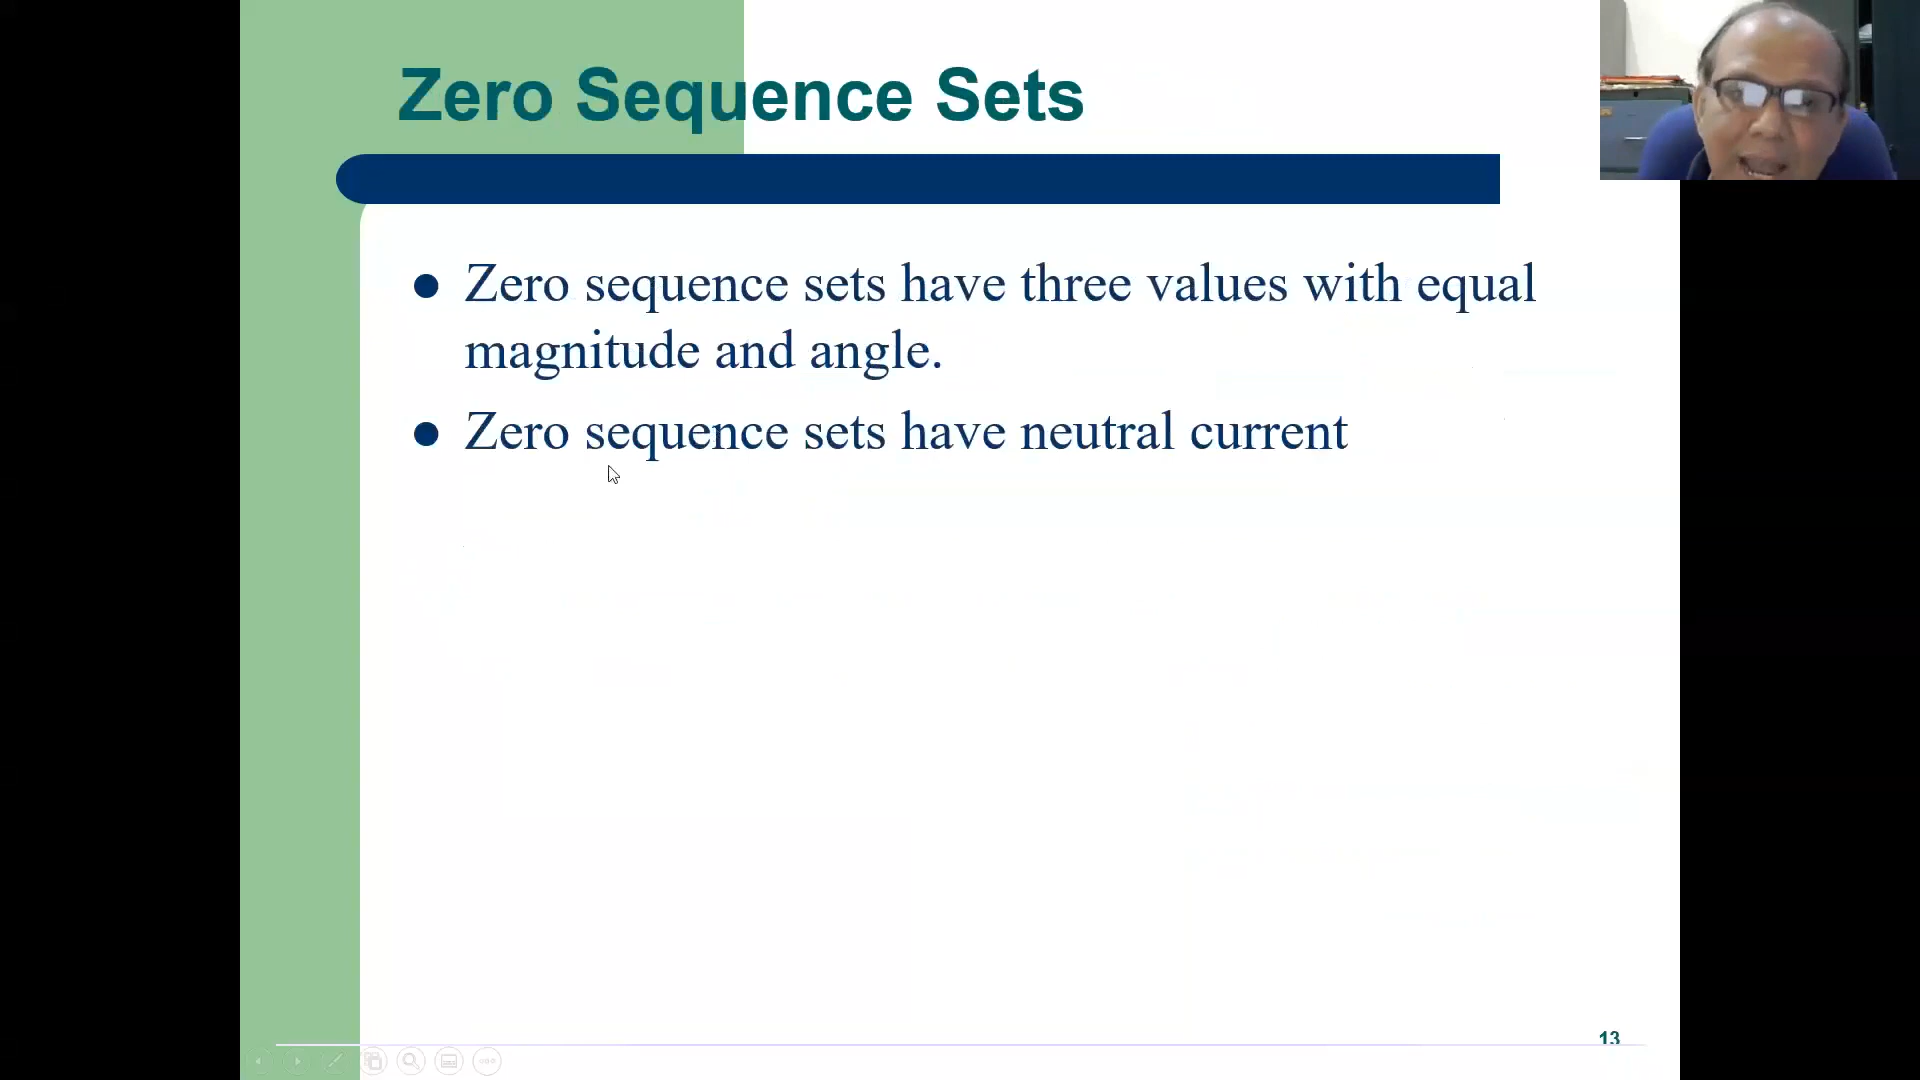 Zero Sequence Sets
Zero sequence sets have three values with equal
magnitude and angle.
Zero sequence sets have neutral current
13